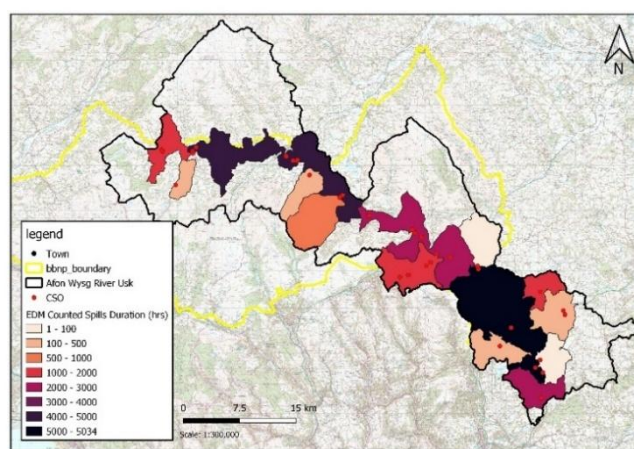 N
legend
Town
bbnp_boundary
Afon Wysg River Usk
CSO
EDM Counted Spills Duration (hrs)
1 - 100
100 - 500
500 - 1000
1000 - 2000
2000 - 3000
3000 - 4000
4000 - 5000
5000 - 5034
0 7.5 15 km
Scale: 1:300,000